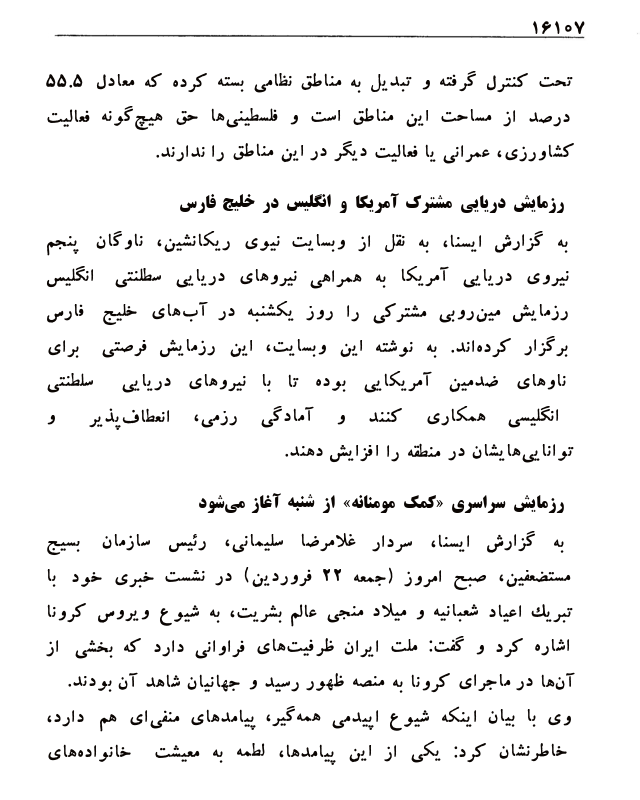 ۱۶۱۰۷
تحت کنترل گرفته و تبدیل به مناطق نظامی بسته کرده که معادل ۵۵.۵
درصد از مساحت این مناطق است و فلسطینی‌ها حق هیچ‌گونه فعالیت
کشاورزی، عمرانی یا فعالیت دیگر در این مناطق را ندارند.
رزمایش دریایی مشترک آمریکا و انگلیس در خلیج فارس
به گزارش ایسنا، به نقل از وبسایت نیوی ریکانشین، ناوگان پنجم
نیروی دریایی آمریکا به همراهی نیروهای دریایی سطلنتی انگلیس
رزمایش مین‌روبی مشترکی را روز یکشنبه در آب‌های خلیج فارس
برگزار کرده‌اند. به نوشته این وبسایت، این رزمایش فرصتی برای
ناوهای ضدمین آمریکایی بوده تا با نیروهای دریایی سلطنتی
انگلیسی همکاری کنند و آمادگی رزمی، انعطاف‌پذیر و
توانایی‌هایشان در منطقه را افزایش دهند.
رزمایش سراسری «کمک مومنانه» از شنبه آغاز می‌شود
به گزارش ایسنا، سردار غلامرضا سلیمانی، رئیس سازمان بسیج
مستضعفین، صبح امروز (جمعه ۲۲ فروردین) در نشست خبری خود با
تبریك اعیاد شعبانیه و میلاد منجی عالم بشریت، به شیوع ویروس کرونا
اشاره کرد و گفت: ملت ایران ظرفیت‌های فراوانی دارد که بخشی از
آن‌ها در ماجرای کرونا به منصه ظهور رسید و جهانیان شاهد آن بودند.
وی با بیان اینکه شیوع اپیدمی همه‌گیر، پیامدهای منفی‌ای هم دارد،
خاطرنشان کرد: یکی از این پیامدها، لطمه به معیشت خانواده‌های